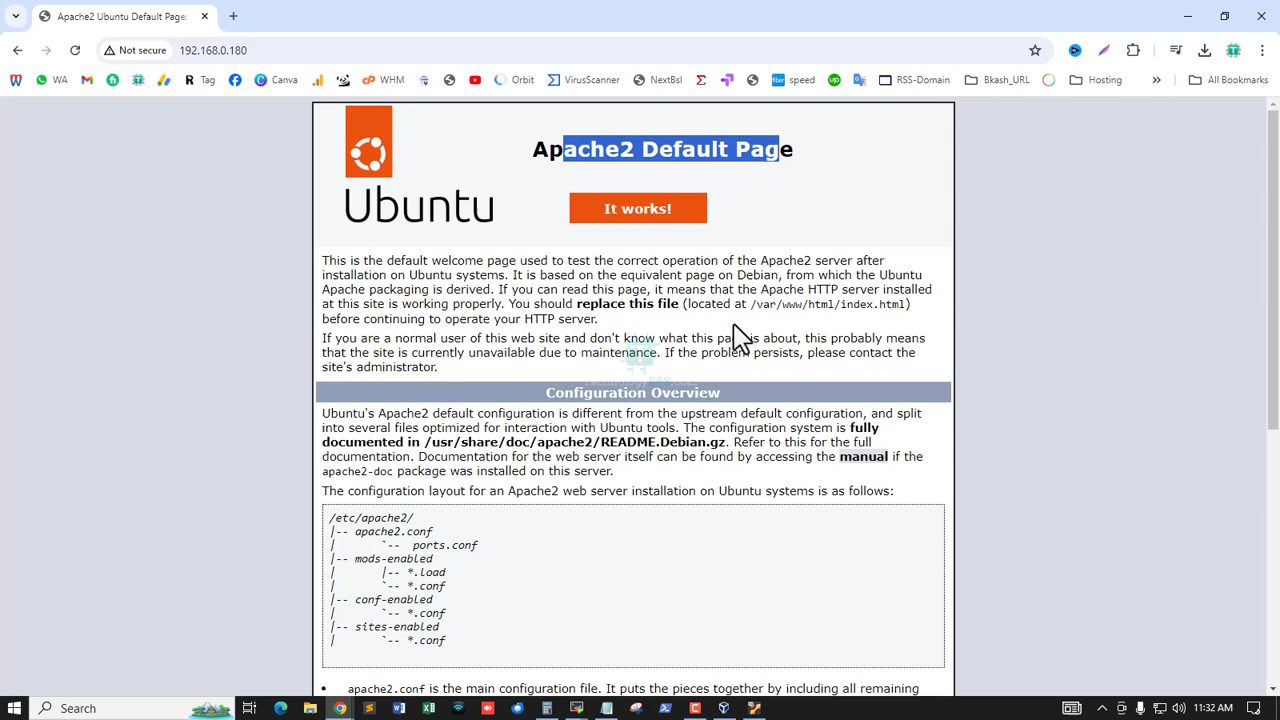 Apache2 Ubuntu Default Page:
Not secure
192.168.0.180
WA
Tag
Canva
WHM
Orbit
VirusScanner
NextBsl
fiber speed
up
RSS-Domain
Bkash_URL
Hosting
All Bookmarks
Apache2 Default Page
Ubuntu
It works!
This is the default welcome page used to test the correct operation of the Apache2 server after
installation on Ubuntu systems. It is based on the equivalent page on Debian, from which the Ubuntu
Apache packaging is derived. If you can read this page, it means that the Apache HTTP server installed
at this site is working properly. You should replace this file (located at /var/www/html/index.html)
before continuing to operate your HTTP server.
If you are a normal user of this web site and don't know what this page is about, this probably means
that the site is currently unavailable due to maintenance. If the problem persists, please contact the
site's administrator.
Configuration Overview
Ubuntu's Apache2 default configuration is different from the upstream default configuration, and split
into several files optimized for interaction with Ubuntu tools. The configuration system is fully
documented in /usr/share/doc/apache2/README.Debian.gz. Refer to this for the full
documentation. Documentation for the web server itself can be found by accessing the manual if the
apache2-doc package was installed on this server.
The configuration layout for an Apache2 web server installation on Ubuntu systems is as follows:
/etc/apache2/
|-- apache2.conf
|       `--  ports.conf
|-- mods-enabled
|       |-- *.load
|       `-- *.conf
|-- conf-enabled
|       `-- *.conf
|-- sites-enabled
|       `-- *.conf
• apache2.conf is the main configuration file. It puts the pieces together by including all remaining
Search
11:32 AM